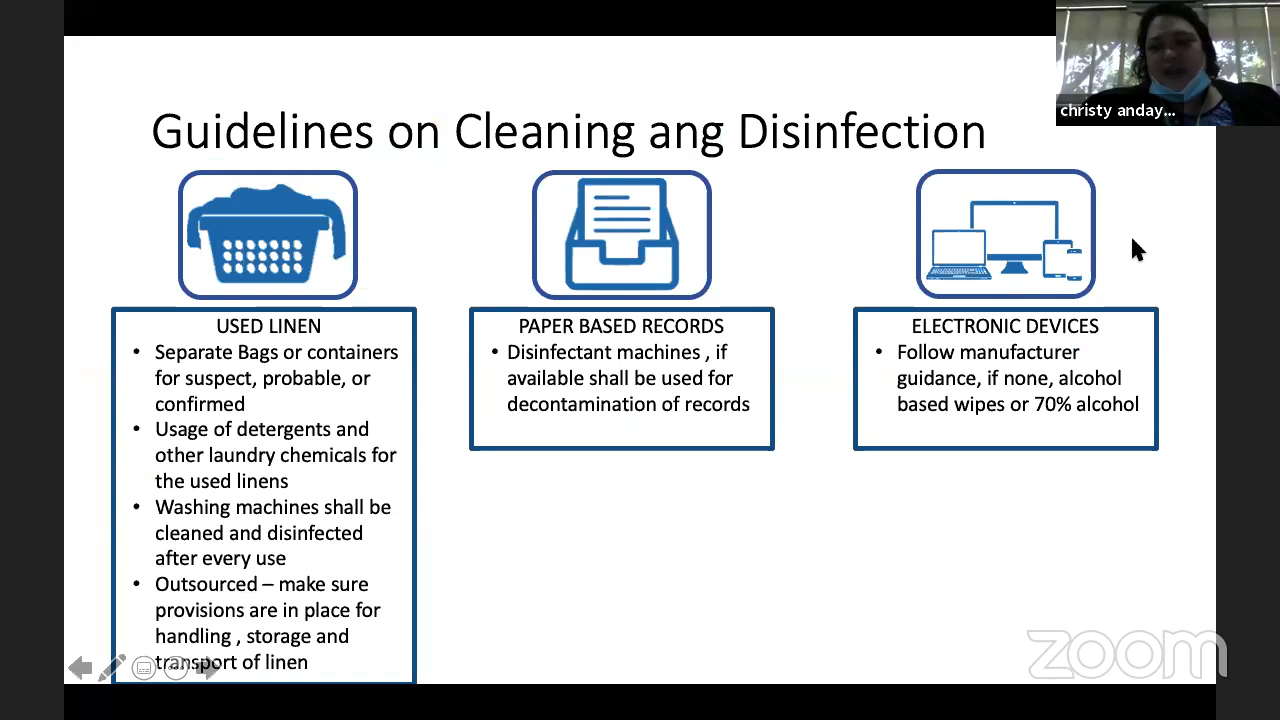 christy anday...
Guidelines on Cleaning ang Disinfection
USED LINEN
• Separate Bags or containers
for suspect, probable, or
confirmed
• Usage of detergents and
other laundry chemicals for
the used linens
• Washing machines shall be
cleaned and disinfected
after every use
• Outsourced – make sure
provisions are in place for
handling , storage and
transport of linen
PAPER BASED RECORDS
• Disinfectant machines , if
available shall be used for
decontamination of records
ELECTRONIC DEVICES
• Follow manufacturer
guidance, if none, alcohol
based wipes or 70% alcohol
zoom